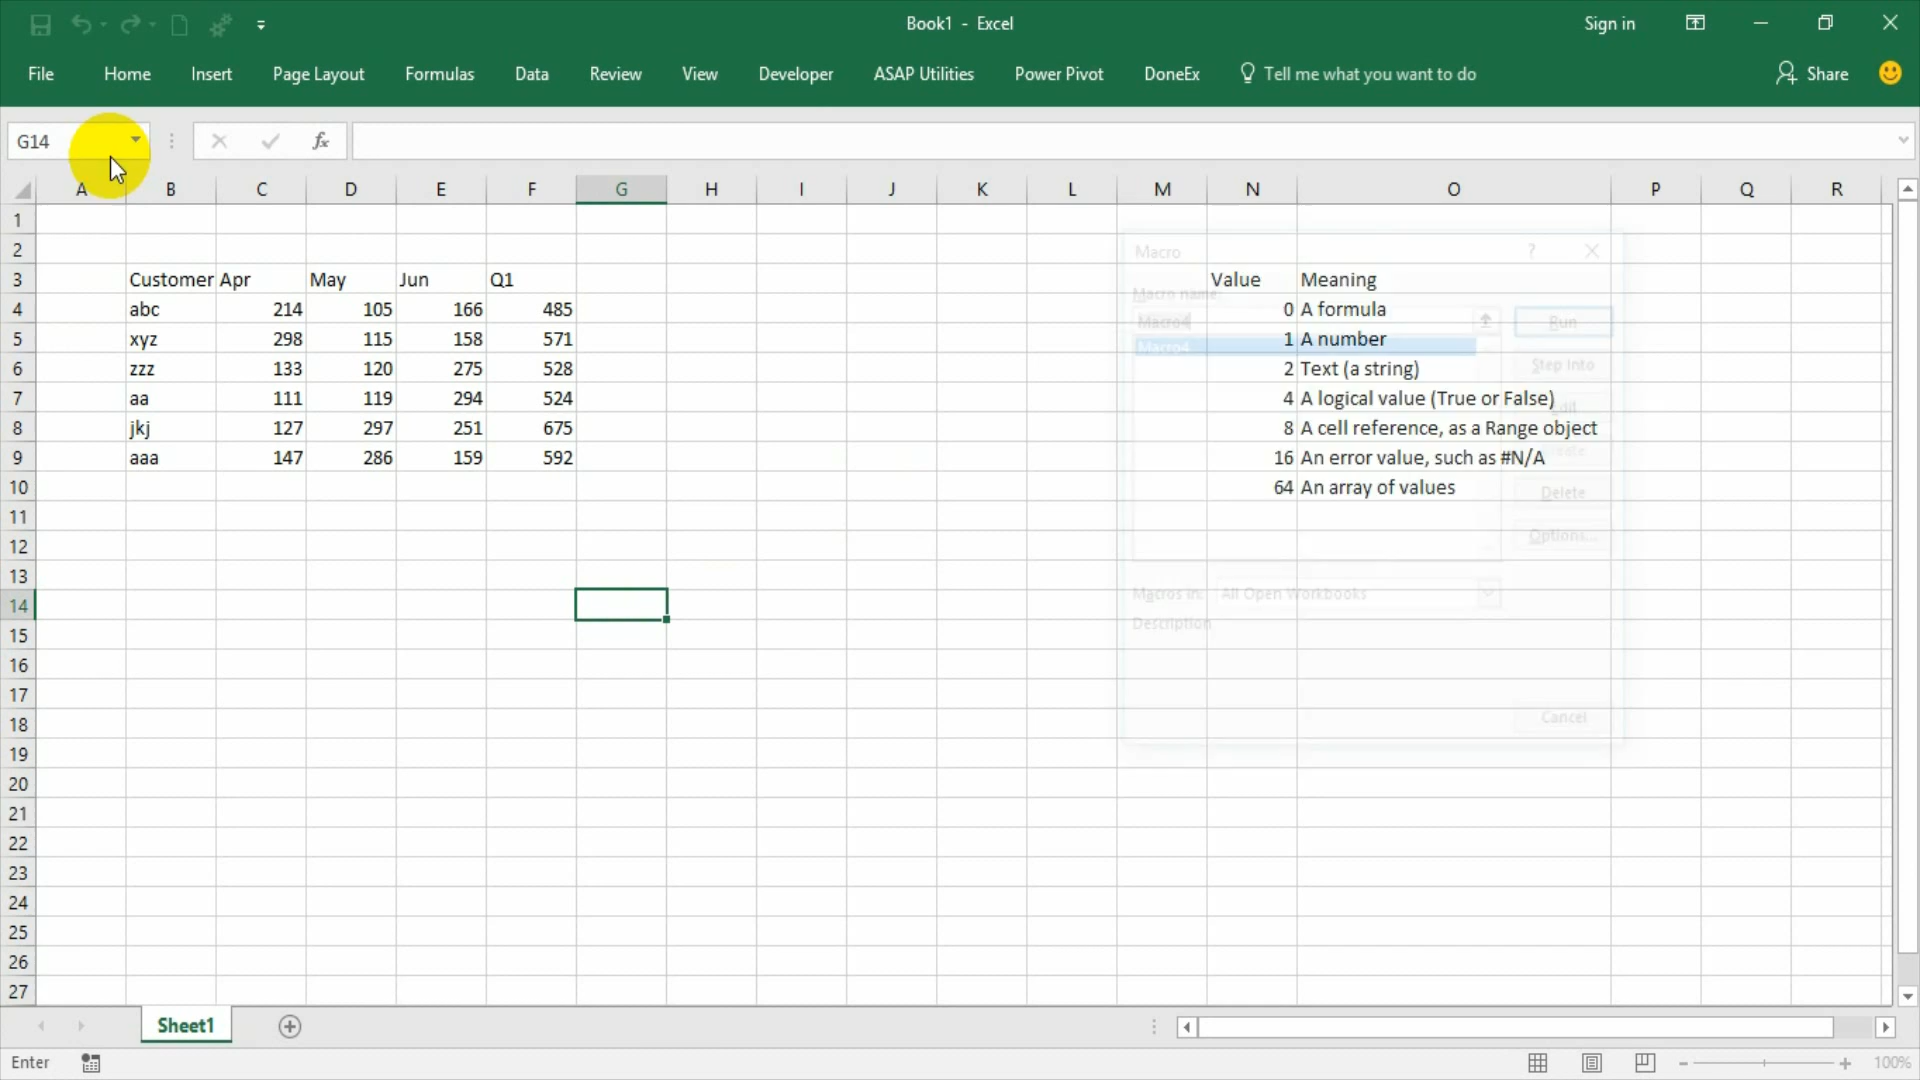 Book1 - Excel
Sign in
File Home Insert Page Layout Formulas Data Review View Developer ASAP Utilities Power Pivot DoneEx Tell me what you want to do Share
G14 fx
A B C D E F G H I J K L M N O P Q R
1
2 Macro ?
3 Customer Apr May Jun Q1 Value Meaning
Macro name:
4 abc 214 105 166 485 0 A formula
Macro4 Run
5 xyz 298 115 158 571 1 A number
Macro4
6 zzz 133 120 275 528 2 Text (a string)
Step Into
7 aa 111 119 294 524 4 A logical value (True or False)
Edit
8 jkj 127 297 251 675 8 A cell reference, as a Range object
9 aaa 147 286 159 592 16 An error value, such as #N/A
10 64 An array of values
Delete
11
12 Options...
13
14 Macros in: All Open Workbooks
15 Description
16
17
18 Cancel
19
20
21
22
23
24
25
26
27
Sheet1
Enter 100%